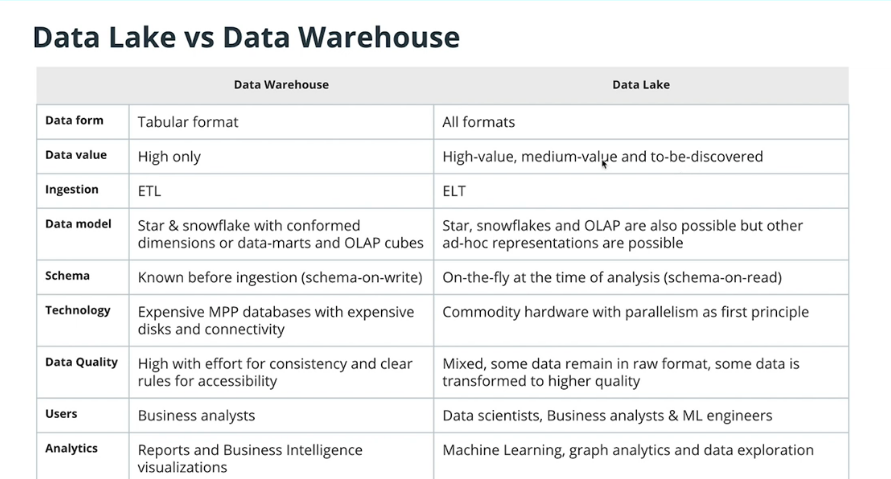 Data Lake vs Data Warehouse
Data Warehouse
Data Lake
Data form
Tabular format
All formats
Data value
High only
High-value, medium-value and to-be-discovered
Ingestion
ETL
ELT
Data model
Star & snowflake with conformed
dimensions or data-marts and OLAP cubes
Star, snowflakes and OLAP are also possible but other
ad-hoc representations are possible
Schema
Known before ingestion (schema-on-write)
On-the-fly at the time of analysis (schema-on-read)
Technology
Expensive MPP databases with expensive
disks and connectivity
Commodity hardware with parallelism as first principle
Data Quality
High with effort for consistency and clear
rules for accessibility
Mixed, some data remain in raw format, some data is
transformed to higher quality
Users
Business analysts
Data scientists, Business analysts & ML engineers
Analytics
Reports and Business Intelligence
visualizations
Machine Learning, graph analytics and data exploration